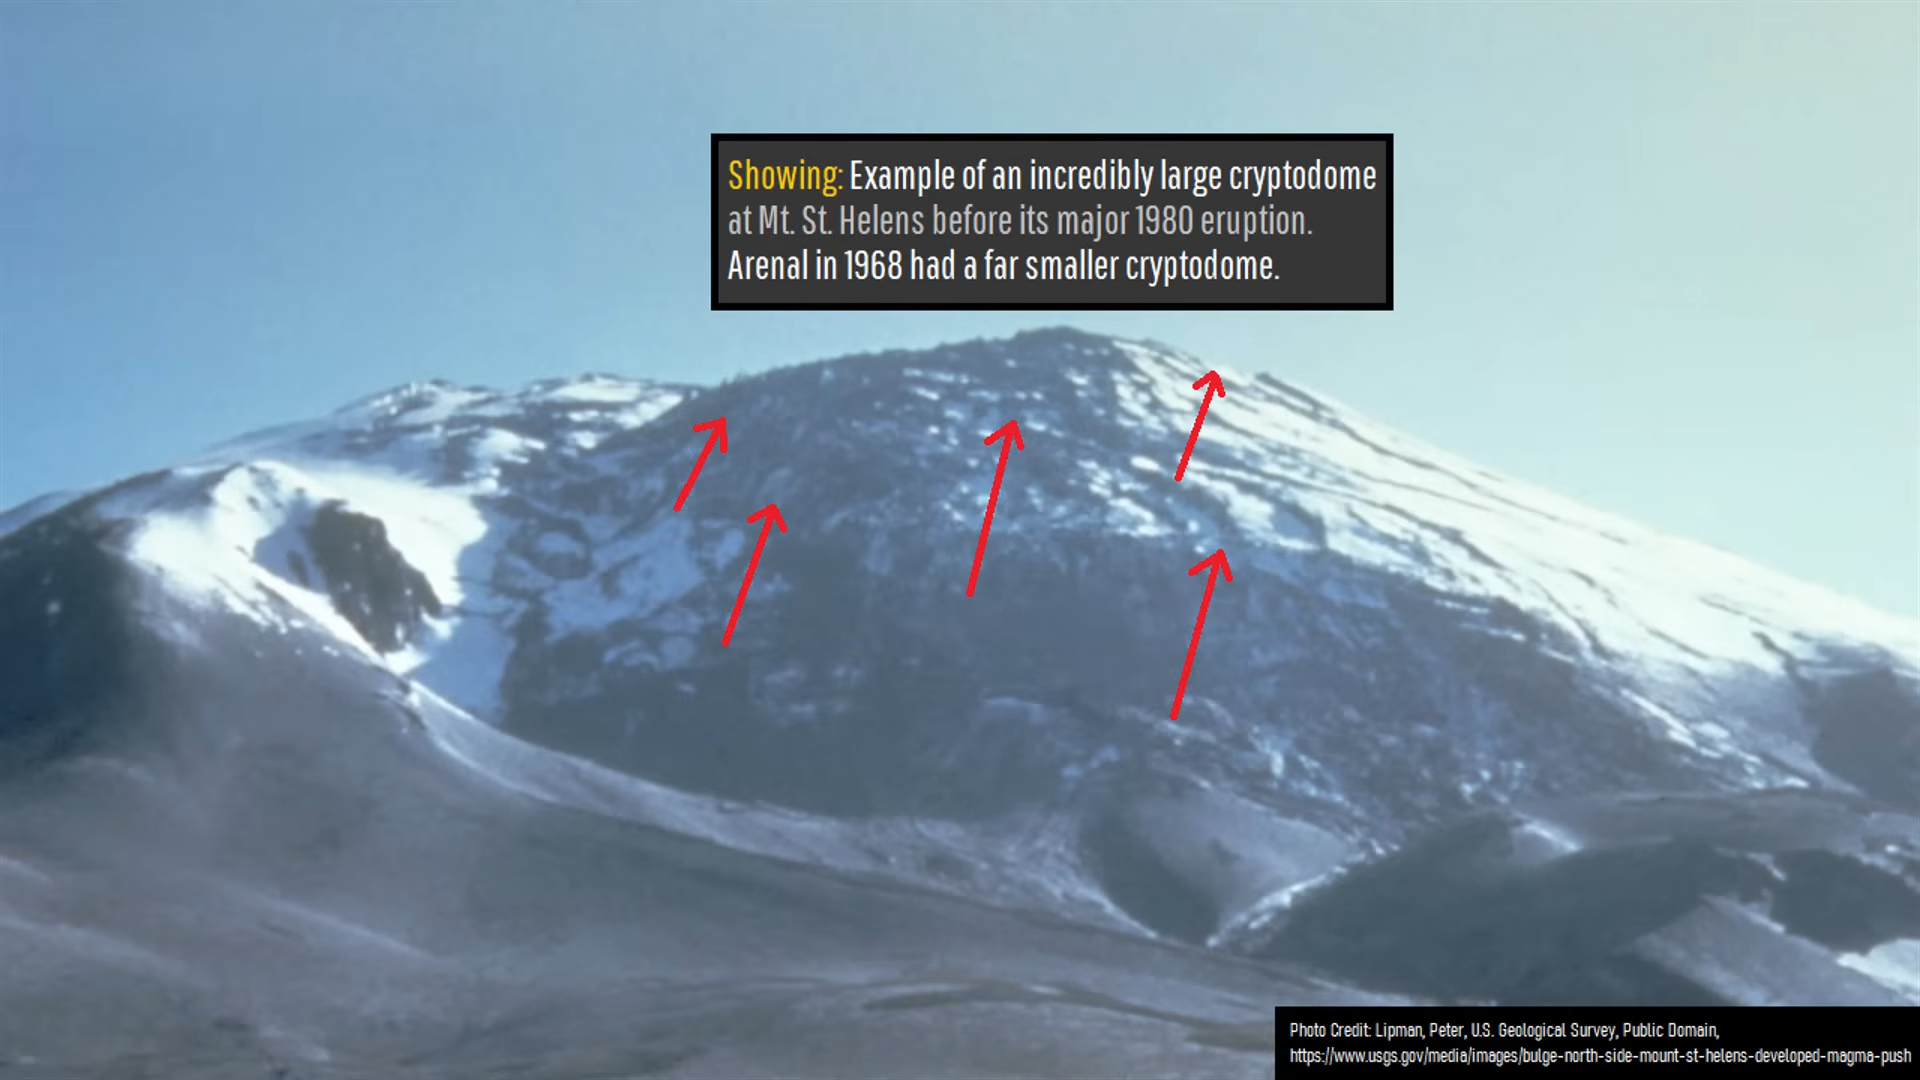 Showing: Example of an incredibly large cryptodome
at Mt. St. Helens before its major 1980 eruption.
Arenal in 1968 had a far smaller cryptodome.
Photo Credit: Lipman, Peter, U.S. Geological Survey, Public Domain,
https://www.usgs.gov/media/images/bulge-north-side-mount-st-helens-developed-magma-push